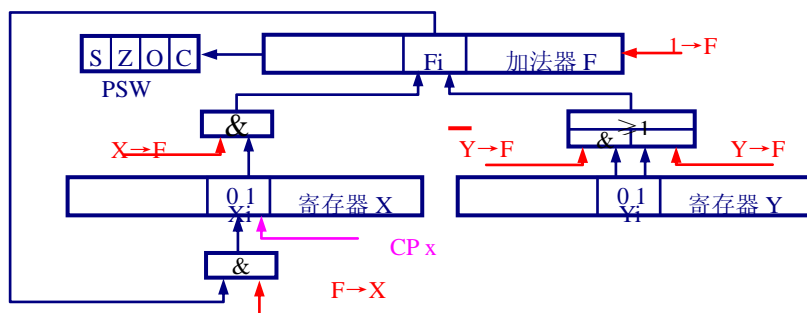 1→F
S Z O C
Fi
加法器 F
PSW
&
& ≥1
X→F
Y→F
Y→F
0 1
Xi
寄存器 X
0 1
Yi
寄存器 Y
CP x
&
F→X